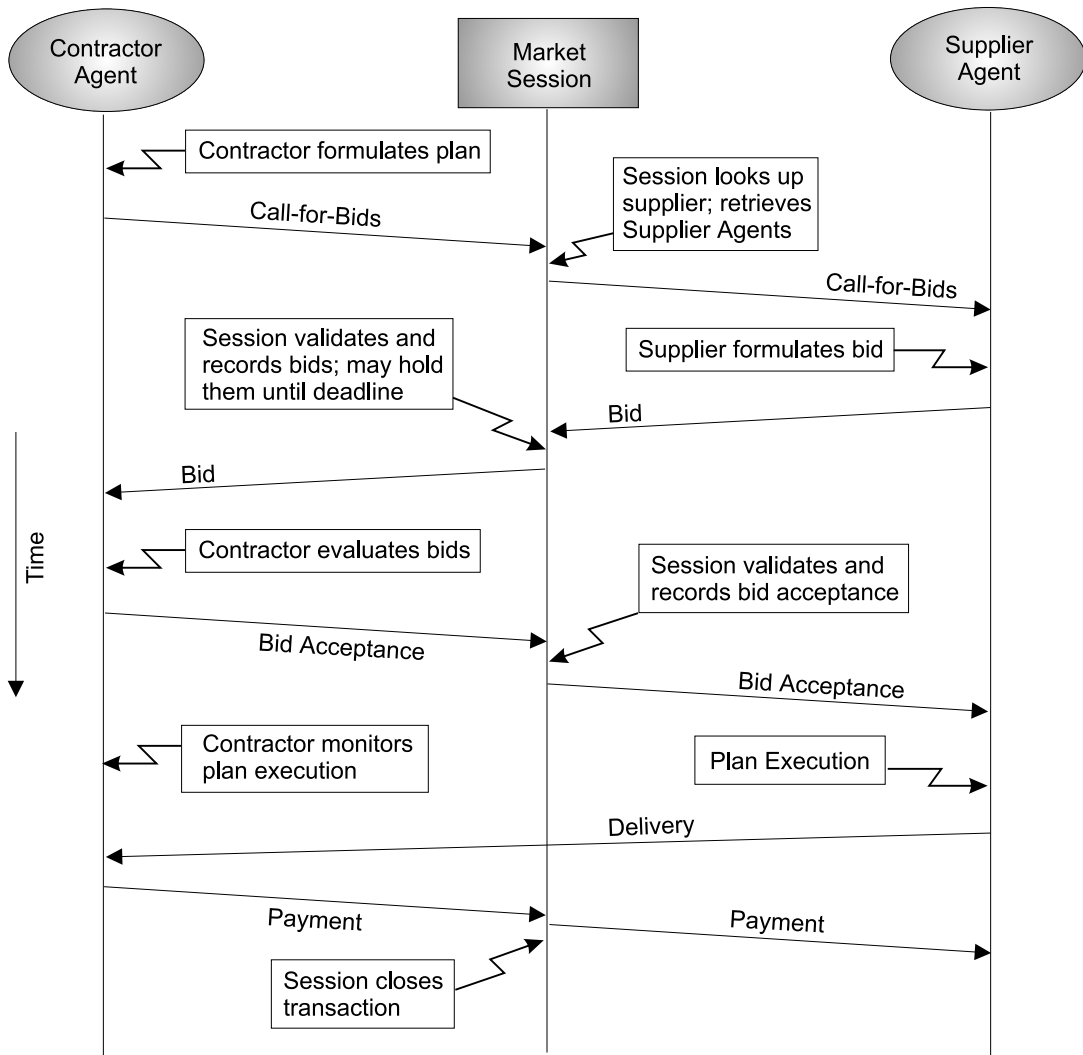 Contractor
Agent
Market
Session
Supplier
Agent
Contractor formulates plan
Session looks up
supplier; retrieves
Supplier Agents
Call-for-Bids
Call-for-Bids
Session validates and
records bids; may hold
them until deadline
Supplier formulates bid
Bid
Bid
Time
Contractor evaluates bids
Session validates and
records bid acceptance
Bid Acceptance
Bid Acceptance
Contractor monitors
plan execution
Plan Execution
Delivery
Payment
Payment
Session closes
transaction